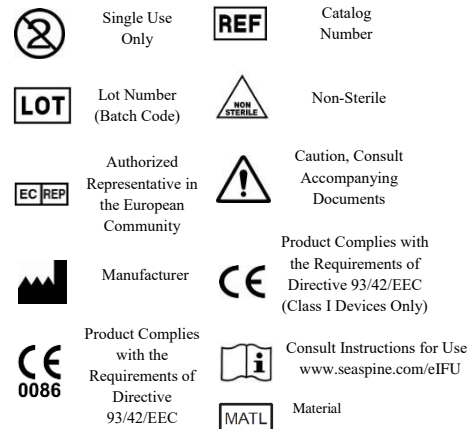 2
Single Use
Only
REF
Catalog
Number
LOT
Lot Number
(Batch Code)
NON
STERILE
Non-Sterile
EC REP
Authorized
Representative in
the European
Community
!
Caution, Consult
Accompanying
Documents
Manufacturer
CE
Product Complies with
the Requirements of
Directive 93/42/EEC
(Class I Devices Only)
CE
0086
Product Complies
with the
Requirements of
Directive
93/42/EEC
i
Consult Instructions for Use
www.seaspine.com/eIFU
MATL
Material